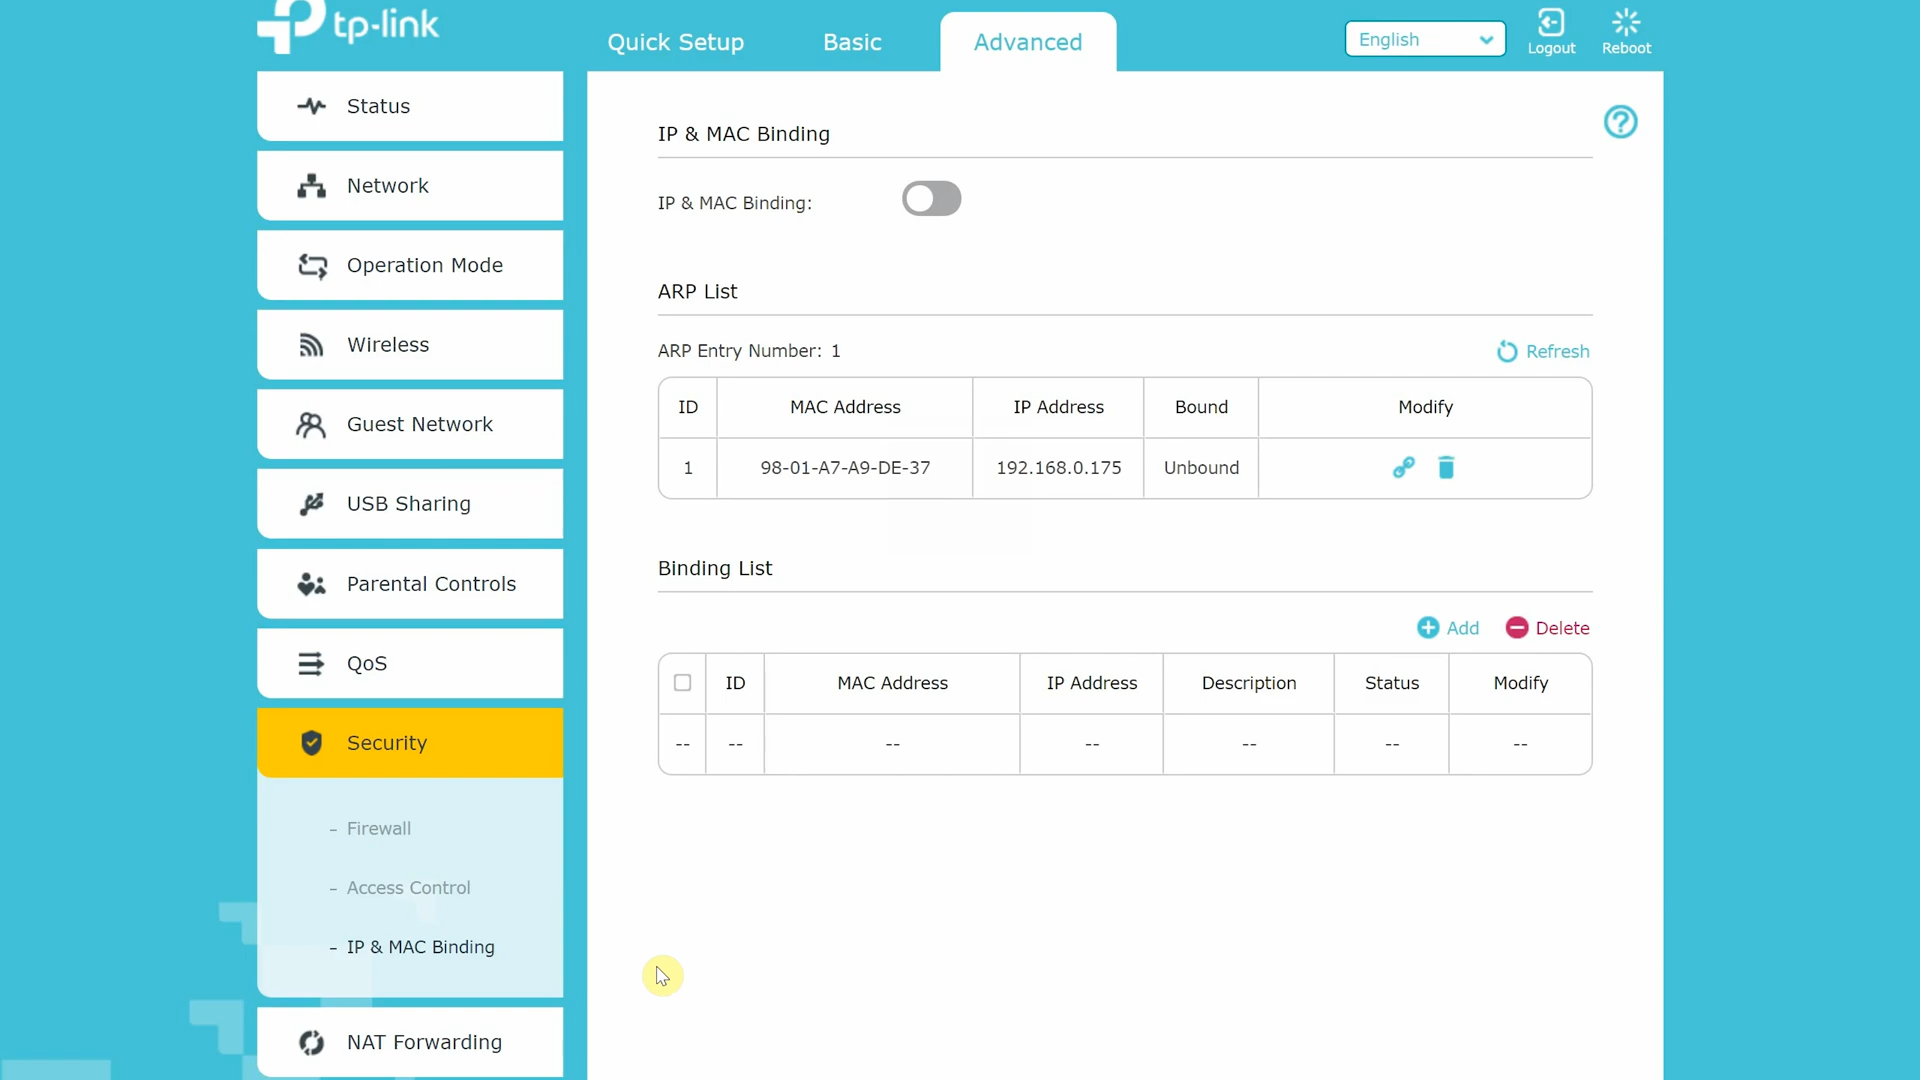 tp-link
Quick Setup Basic Advanced English Logout Reboot
Status
Network
Operation Mode
Wireless
Guest Network
USB Sharing
Parental Controls
QoS
Security
- Firewall
- Access Control
- IP & MAC Binding
NAT Forwarding
IP & MAC Binding
IP & MAC Binding:
ARP List
ARP Entry Number: 1 Refresh
ID MAC Address IP Address Bound Modify
1 98-01-A7-A9-DE-37 192.168.0.175 Unbound
Binding List
Add Delete
ID MAC Address IP Address Description Status Modify
-- -- -- -- -- -- --